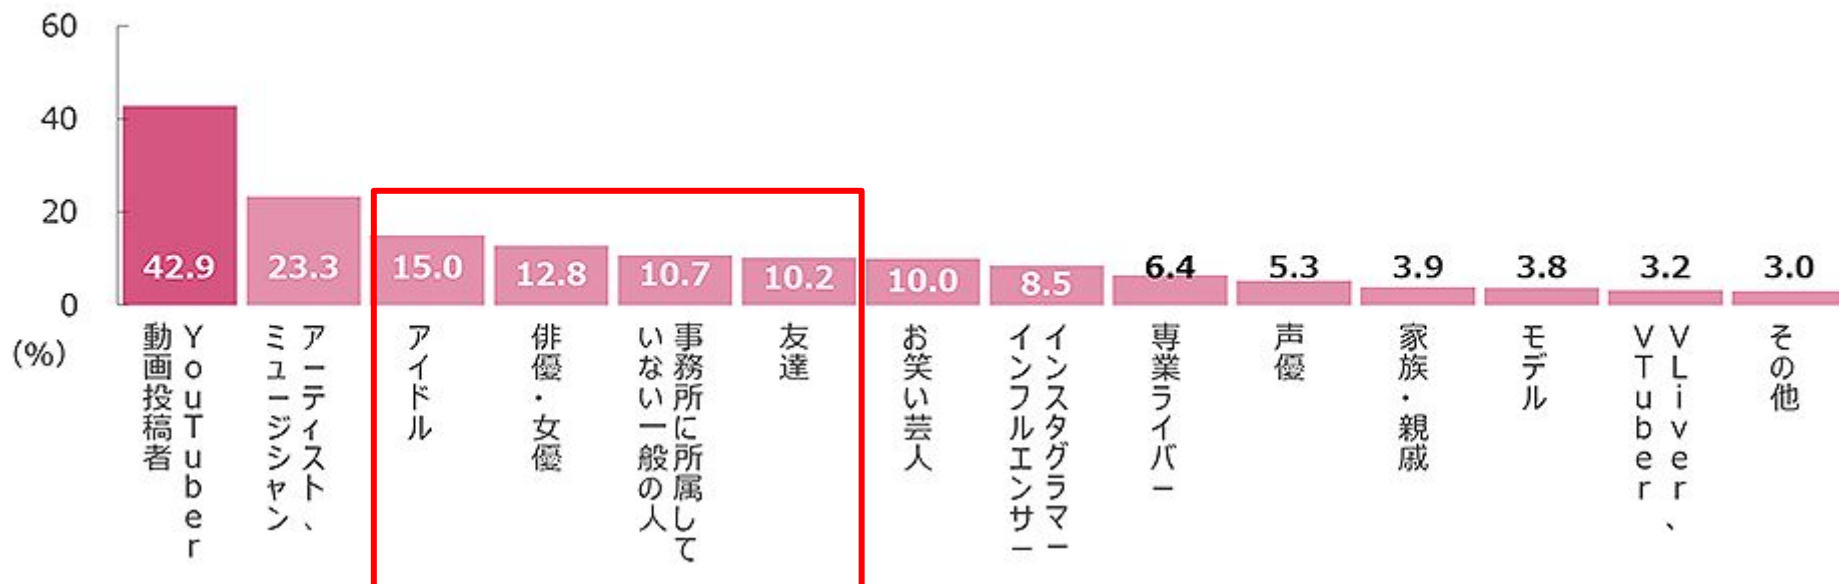 60
40
20
0
(%)
42.9
23.3
15.0
12.8
10.7
10.2
10.0
8.5
6.4
5.3
3.9
3.8
3.2
3.0
YouTuber
動画投稿者
アーティスト、
ミュージシャン
アイドル
俳優・女優
事務所に所属して
いない一般の人
友達
お笑い芸人
インスタグラマー
インフルエンサー
専業ライバー
声優
家族・親戚
モデル
VLiver、
VTuber
その他